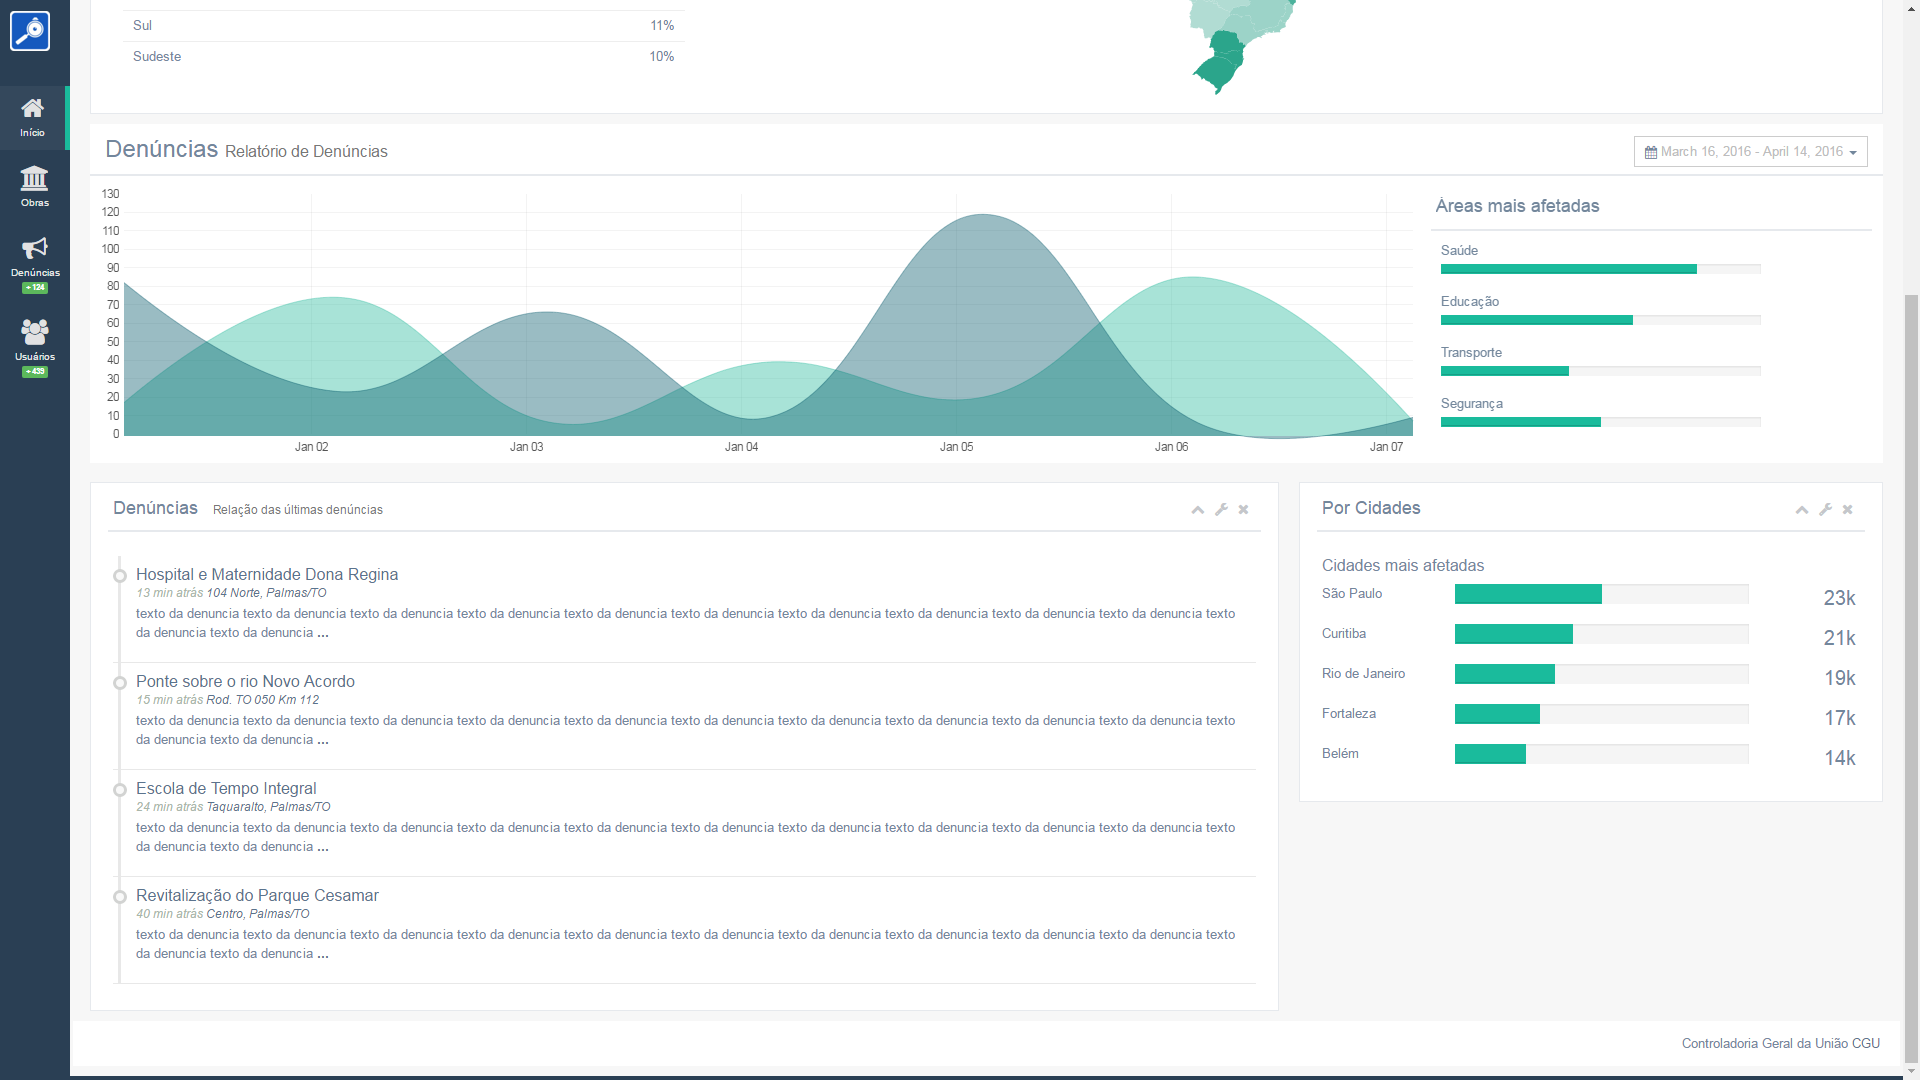 Sul 11%
Sudeste 10%
Início
Obras
Denúncias
+124
Usuários
+439
Denúncias Relatório de Denúncias
March 16, 2016 - April 14, 2016
130
120
110
100
90
80
70
60
50
40
30
20
10
0
Jan 02 Jan 03 Jan 04 Jan 05 Jan 06 Jan 07
Áreas mais afetadas
Saúde
Educação
Transporte
Segurança
Denúncias Relação das últimas denúncias
Hospital e Maternidade Dona Regina
13 min atrás 104 Norte, Palmas/TO
texto da denuncia texto da denuncia texto da denuncia texto da denuncia texto da denuncia texto da denuncia texto da denuncia texto da denuncia texto da denuncia texto da denuncia texto
da denuncia texto da denuncia ...
Ponte sobre o rio Novo Acordo
15 min atrás Rod. TO 050 Km 112
texto da denuncia texto da denuncia texto da denuncia texto da denuncia texto da denuncia texto da denuncia texto da denuncia texto da denuncia texto da denuncia texto da denuncia texto
da denuncia texto da denuncia ...
Escola de Tempo Integral
24 min atrás Taquaralto, Palmas/TO
texto da denuncia texto da denuncia texto da denuncia texto da denuncia texto da denuncia texto da denuncia texto da denuncia texto da denuncia texto da denuncia texto da denuncia texto
da denuncia texto da denuncia ...
Revitalização do Parque Cesamar
40 min atrás Centro, Palmas/TO
texto da denuncia texto da denuncia texto da denuncia texto da denuncia texto da denuncia texto da denuncia texto da denuncia texto da denuncia texto da denuncia texto da denuncia texto
da denuncia texto da denuncia ...
Por Cidades
Cidades mais afetadas
São Paulo 23k
Curitiba 21k
Rio de Janeiro 19k
Fortaleza 17k
Belém 14k
Controladoria Geral da União CGU